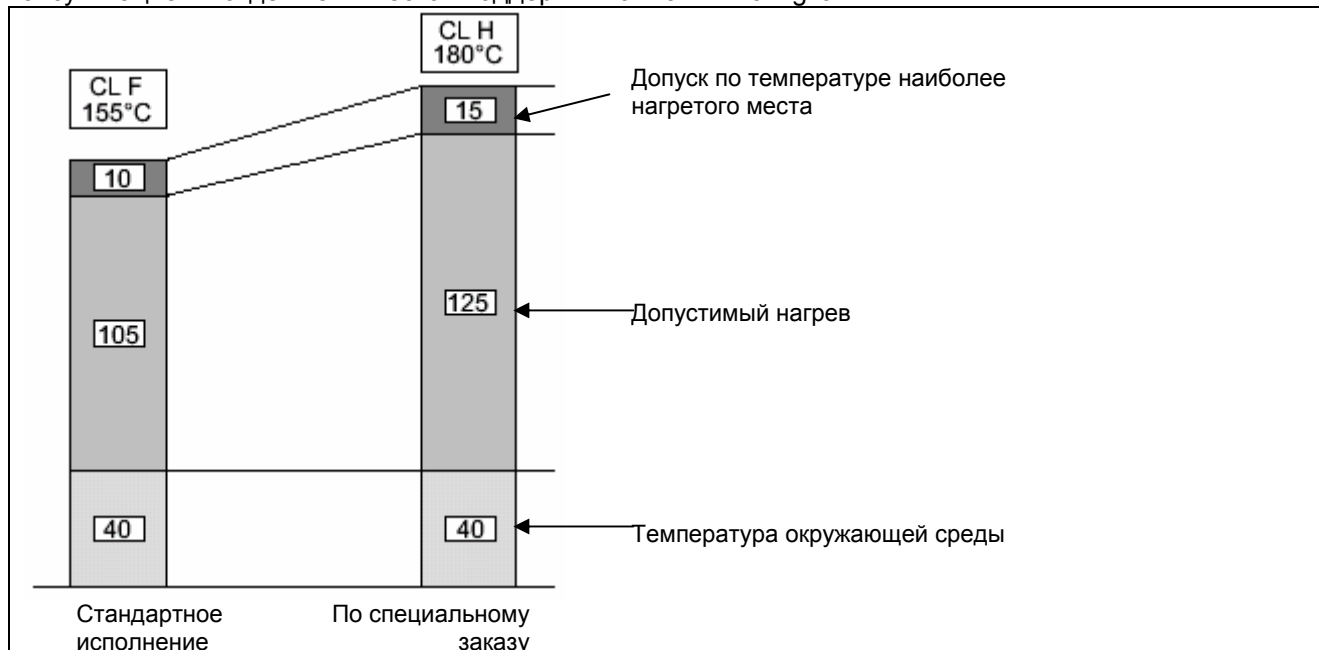 CL H
180°C
CL F
155°C
Допуск по температуре наиболее
нагретого места
15
10
125
Допустимый нагрев
105
40
40
Температура окружающей среды
Стандартное
исполнение
По специальному
заказу